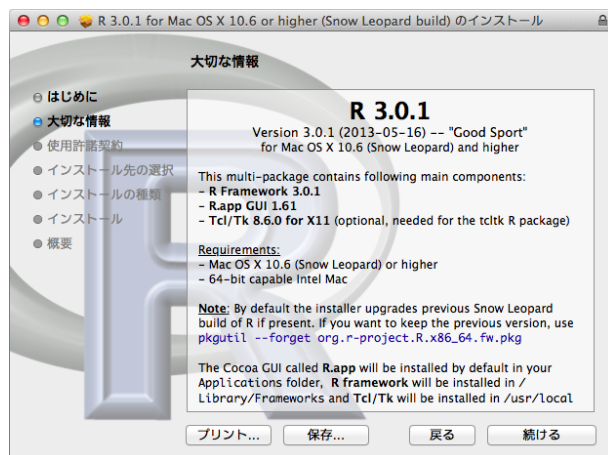 R 3.0.1 for Mac OS X 10.6 or higher (Snow Leopard build) のインストール
大切な情報
はじめに
大切な情報
使用許諾契約
インストール先の選択
インストールの種類
インストール
概要
R 3.0.1
Version 3.0.1 (2013-05-16) -- "Good Sport"
for Mac OS X 10.6 (Snow Leopard) and higher
This multi-package contains following main components:
- R Framework 3.0.1
- R.app GUI 1.61
- Tcl/Tk 8.6.0 for X11 (optional, needed for the tcltk R package)
Requirements:
- Mac OS X 10.6 (Snow Leopard) or higher
- 64-bit capable Intel Mac
Note: By default the installer upgrades previous Snow Leopard
build of R if present. If you want to keep the previous version, use
pkgutil --forget org.r-project.R.x86_64.fw.pkg
The Cocoa GUI called R.app will be installed by default in your
Applications folder, R framework will be installed in /
Library/Frameworks and Tcl/Tk will be installed in /usr/local
プリント... 保存... 戻る 続ける